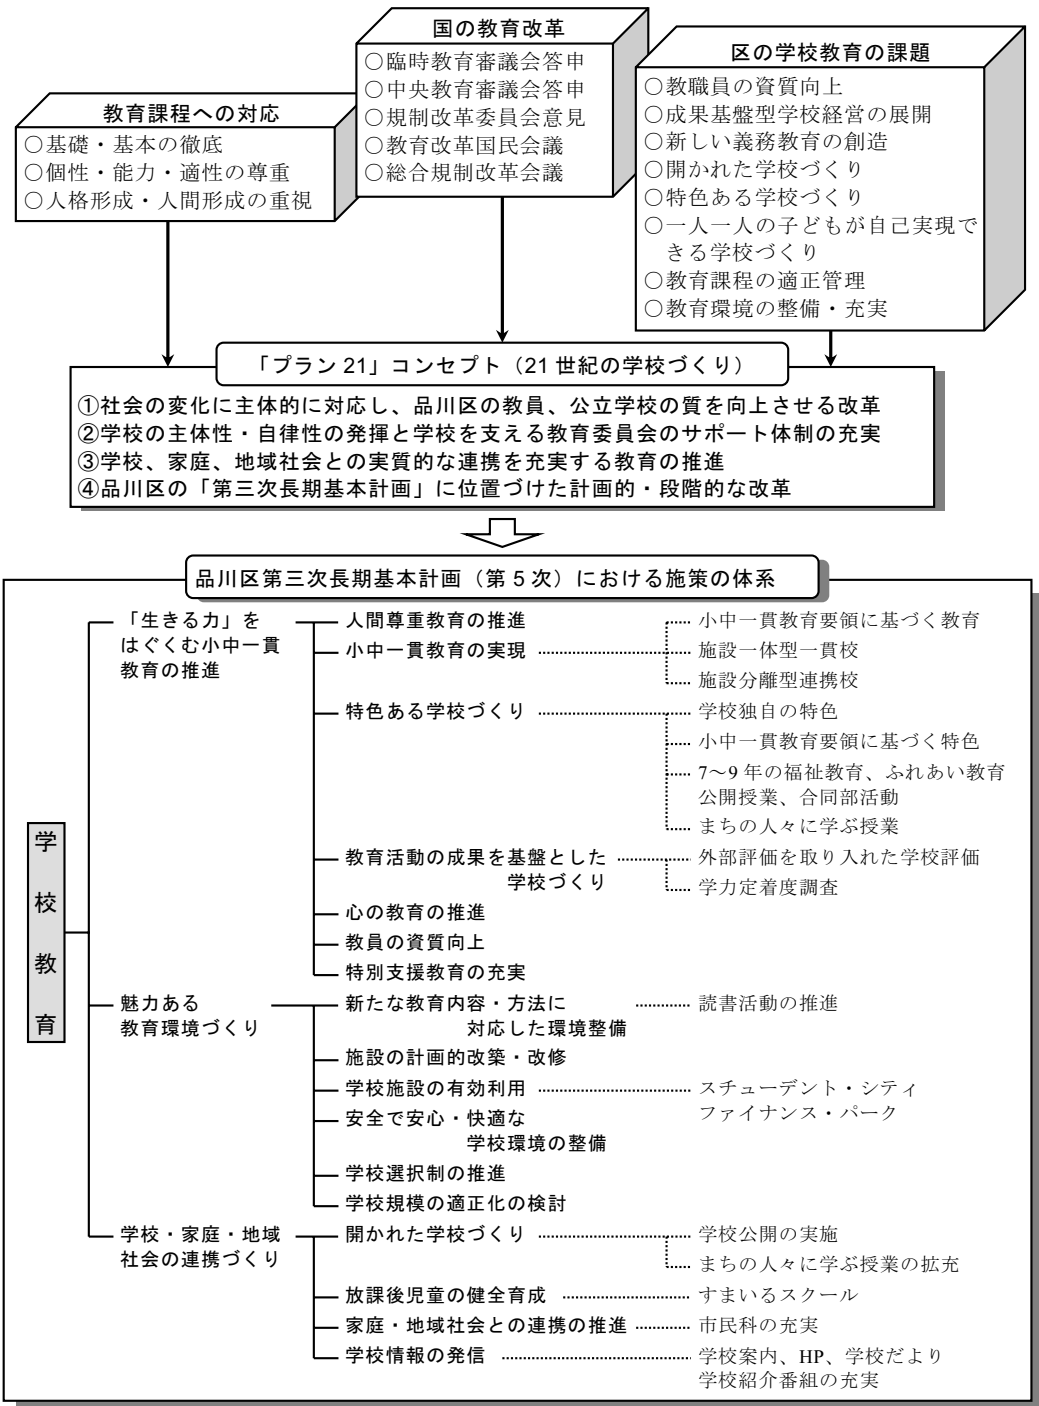 国の教育改革
〇臨時教育審議会答申
〇中央教育審議会答申
〇規制改革委員会意見
〇教育改革国民会議
〇総合規制改革会議
区の学校教育の課題
〇教職員の資質向上
〇成果基盤型学校経営の展開
〇新しい義務教育の創造
〇開かれた学校づくり
〇特色ある学校づくり
〇一人一人の子どもが自己実現で
きる学校づくり
〇教育課程の適正管理
〇教育環境の整備・充実
教育課程への対応
〇基礎・基本の徹底
〇個性・能力・適性の尊重
〇人格形成・人間形成の重視
「プラン 21」コンセプト（21 世紀の学校づくり）
①社会の変化に主体的に対応し、品川区の教員、公立学校の質を向上させる改革
②学校の主体性・自律性の発揮と学校を支える教育委員会のサポート体制の充実
③学校、家庭、地域社会との実質的な連携を充実する教育の推進
④品川区の「第三次長期基本計画」に位置づけた計画的・段階的な改革
品川区第三次長期基本計画（第 5 次）における施策の体系
学校教育
「生きる力」を
はぐくむ小中一貫
教育の推進
人間尊重教育の推進
小中一貫教育の実現
小中一貫教育要領に基づく教育
施設一体型一貫校
施設分離型連携校
特色ある学校づくり
学校独自の特色
小中一貫教育要領に基づく特色
7～9 年の福祉教育、ふれあい教育
公開授業、合同部活動
まちの人々に学ぶ授業
教育活動の成果を基盤とした
学校づくり
外部評価を取り入れた学校評価
学力定着度調査
心の教育の推進
教員の資質向上
特別支援教育の充実
魅力ある
教育環境づくり
新たな教育内容・方法に
対応した環境整備
読書活動の推進
施設の計画的改築・改修
学校施設の有効利用
スチューデント・シティ
ファイナンス・パーク
安全で安心・快適な
学校環境の整備
学校選択制の推進
学校規模の適正化の検討
学校・家庭・地域
社会の連携づくり
開かれた学校づくり
学校公開の実施
まちの人々に学ぶ授業の拡充
放課後児童の健全育成
すまいるスクール
家庭・地域社会との連携の推進
市民科の充実
学校情報の発信
学校案内、HP、学校だより
学校紹介番組の充実